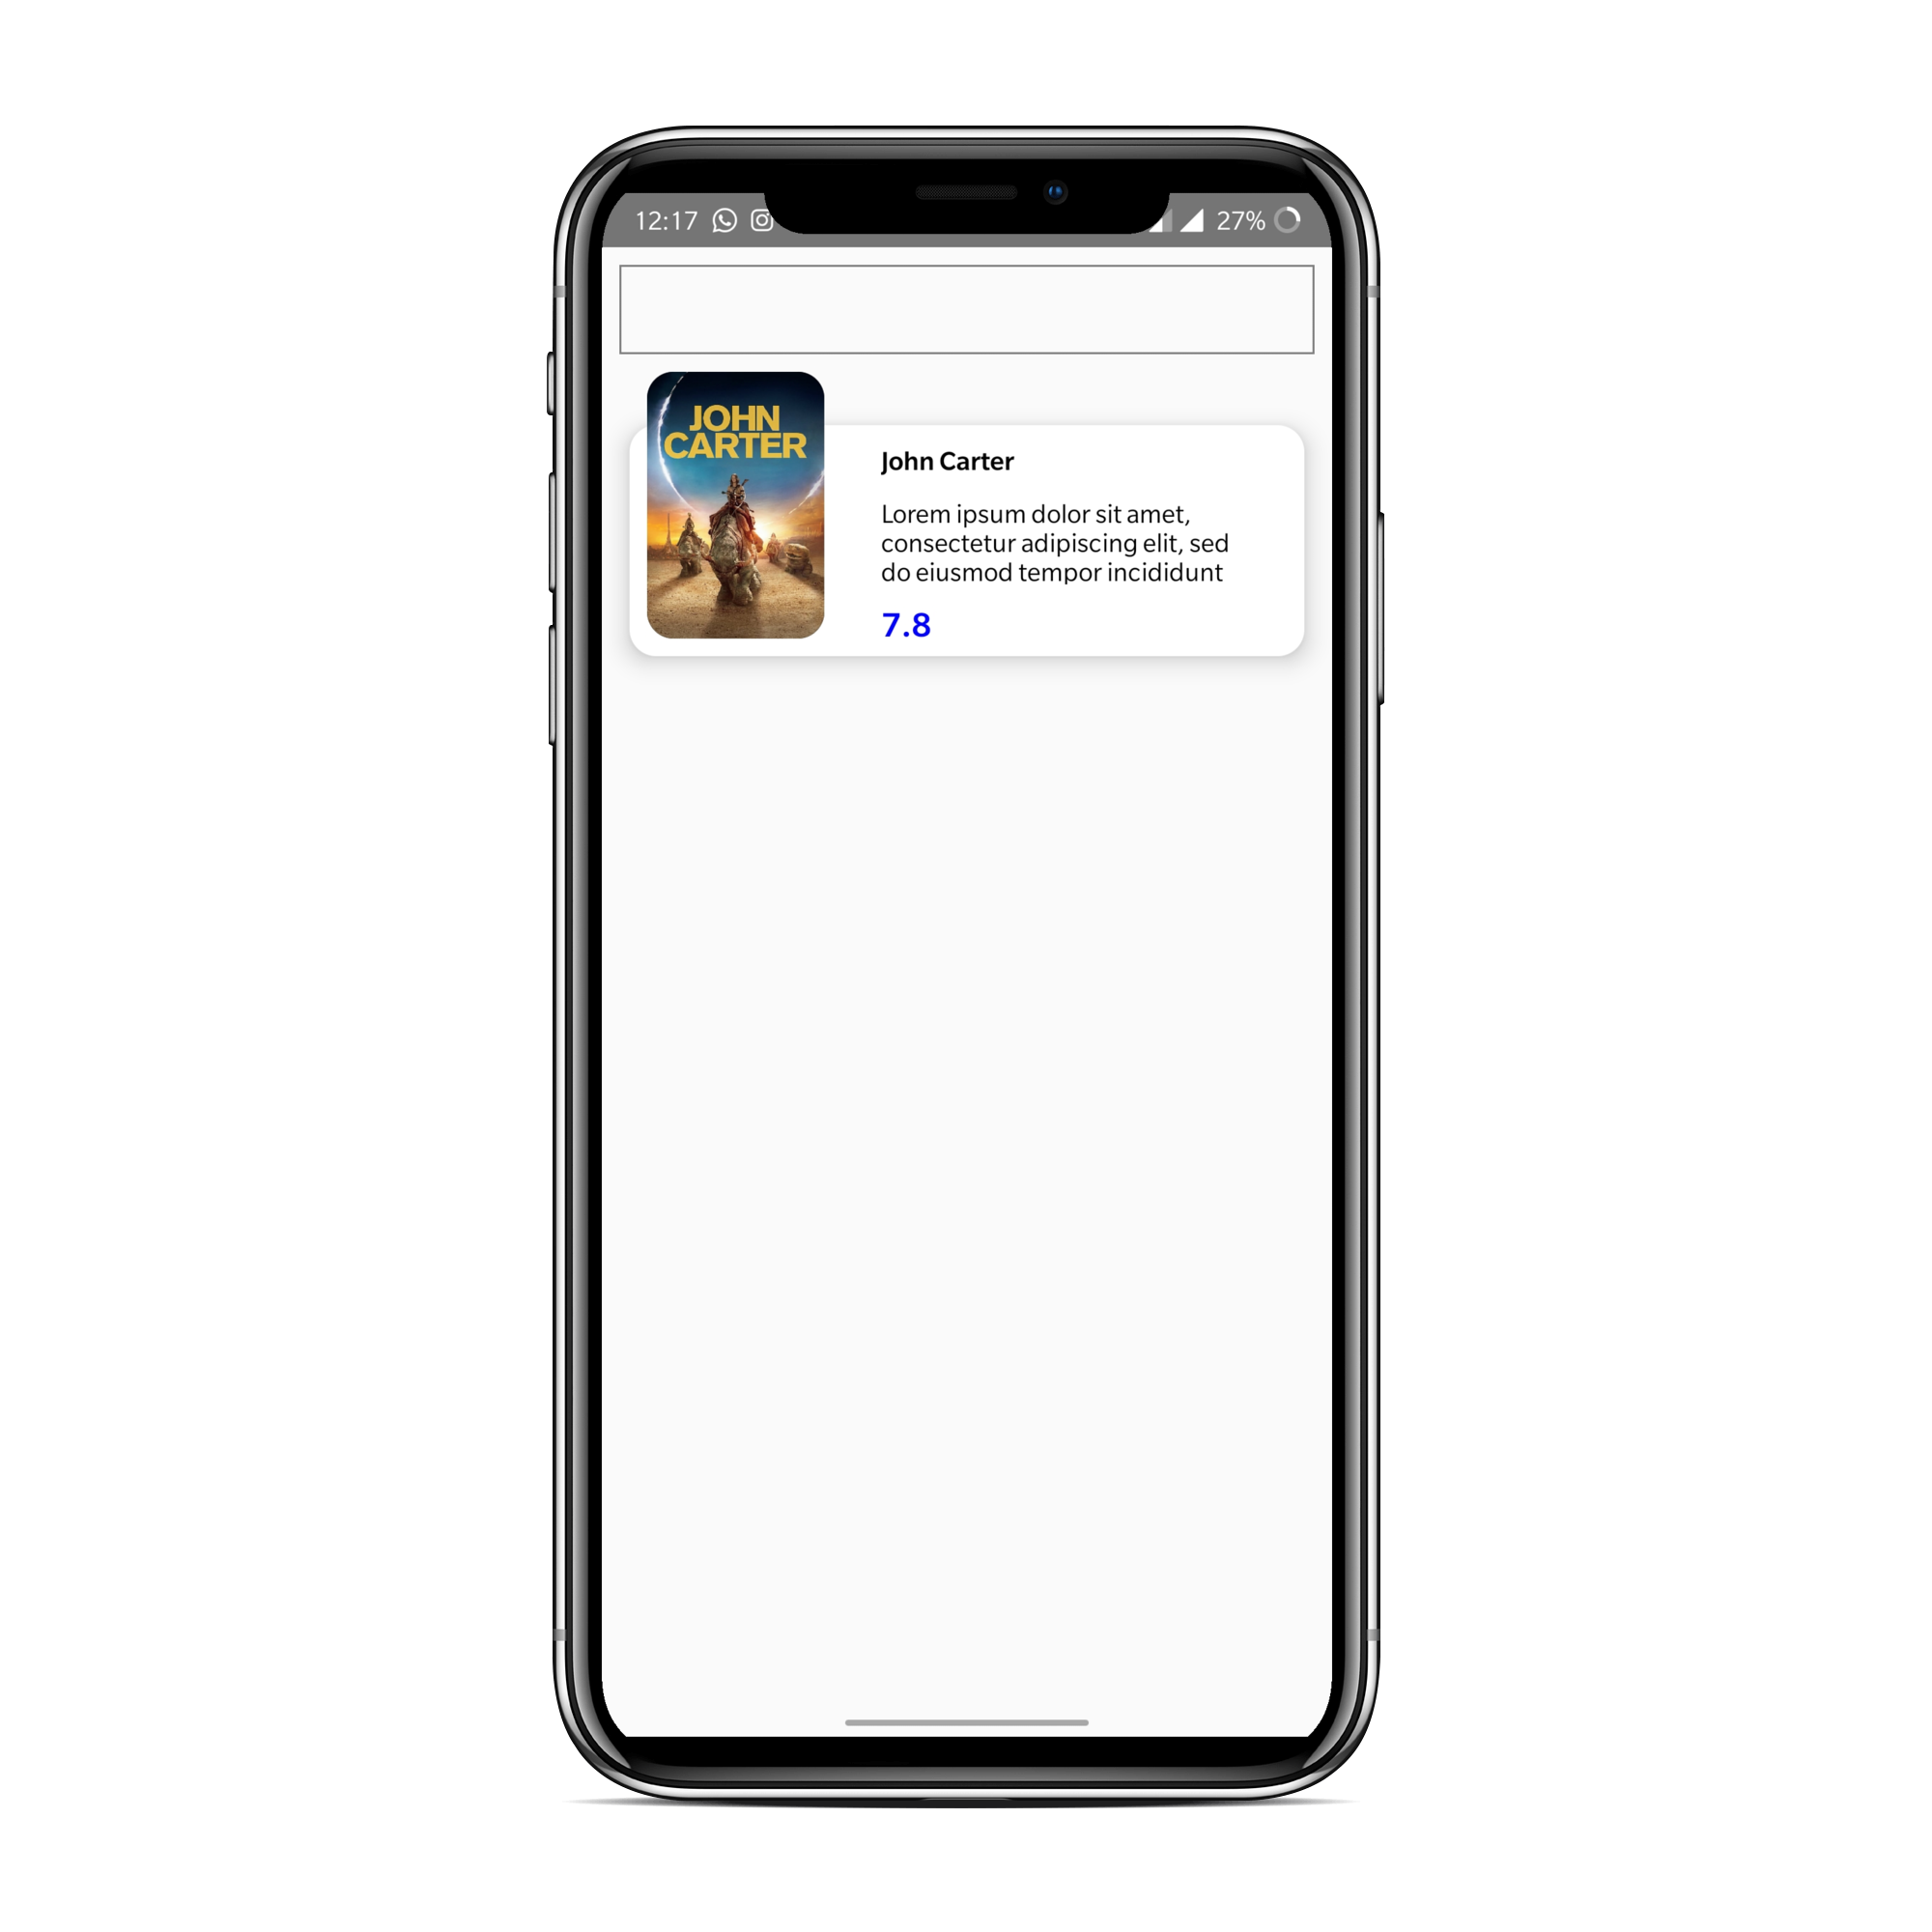 12:17
27%
JOHN
CARTER
John Carter
Lorem ipsum dolor sit amet,
consectetur adipiscing elit, sed
do eiusmod tempor incididunt
7.8